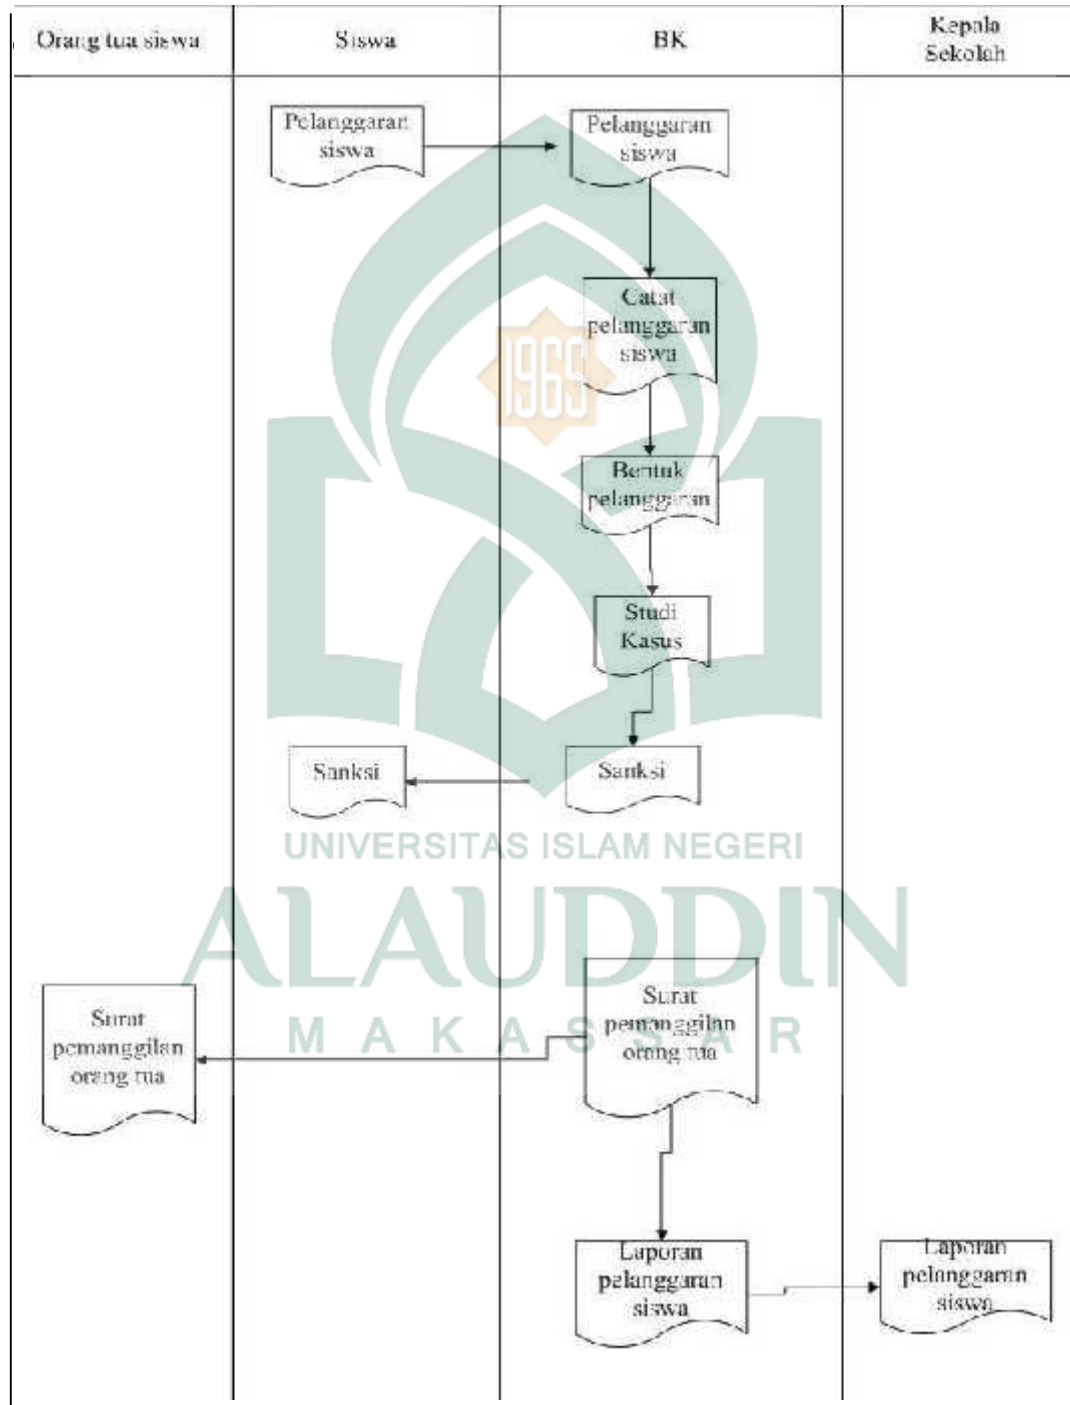 Orang tua siswa
Siswa
BK
Kepala
Sekolah
Pelanggaran
siswa
Pelanggaran
siswa
Catat
pelanggaran
siswa
1969
Bentuk
pelanggaran
Studi
Kasus
Sanksi
Sanksi
UNIVERSITAS ISLAM NEGERI
ALAUDDIN
MAKASSAR
Surat
pemanggilan
orang tua
Surat
pemanggilan
orang tua
Laporan
pelanggaran
siswa
Laporan
pelanggaran
siswa